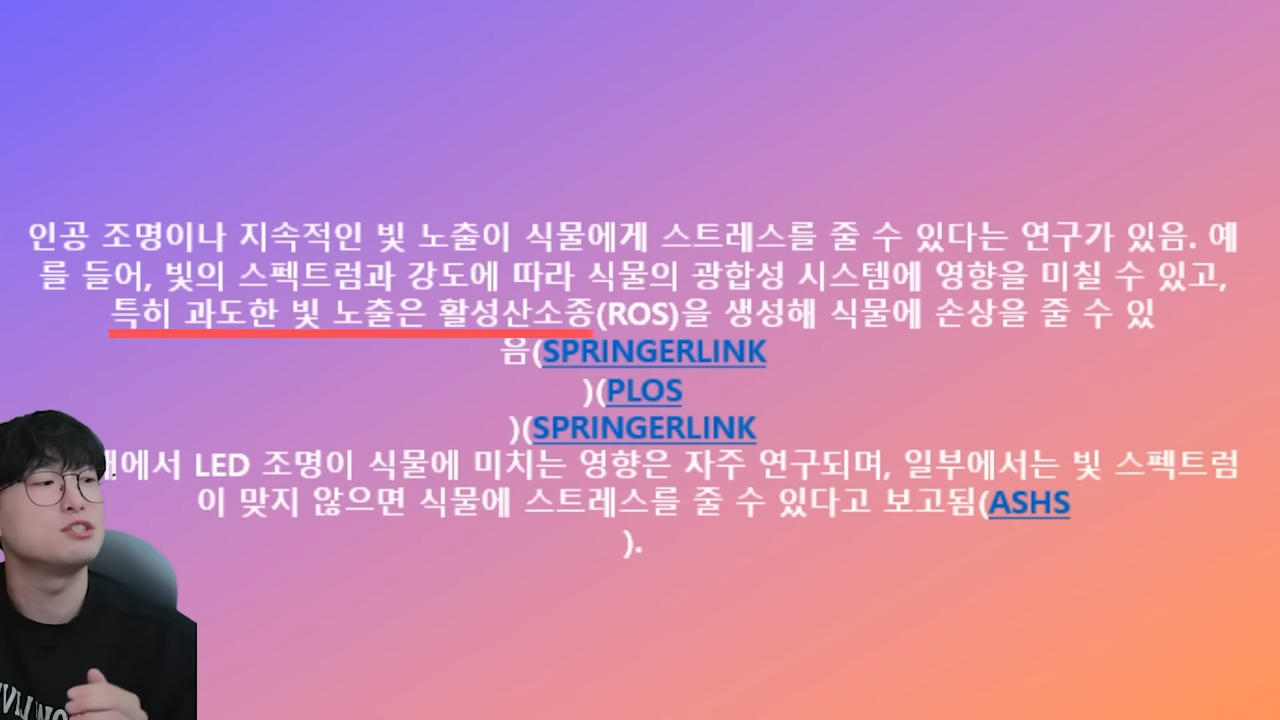 인공 조명이나 지속적인 빛 노출이 식물에게 스트레스를 줄 수 있다는 연구가 있음. 예
를 들어, 빛의 스펙트럼과 강도에 따라 식물의 광합성 시스템에 영향을 미칠 수 있고,
특히 과도한 빛 노출은 활성산소종(ROS)을 생성해 식물에 손상을 줄 수 있
음(SPRINGERLINK
)(PLOS
)(SPRINGERLINK
LED 조명이 식물에 미치는 영향은 자주 연구되며, 일부에서는 빛 스펙트럼
이 맞지 않으면 식물에 스트레스를 줄 수 있다고 보고됨(ASHS
).